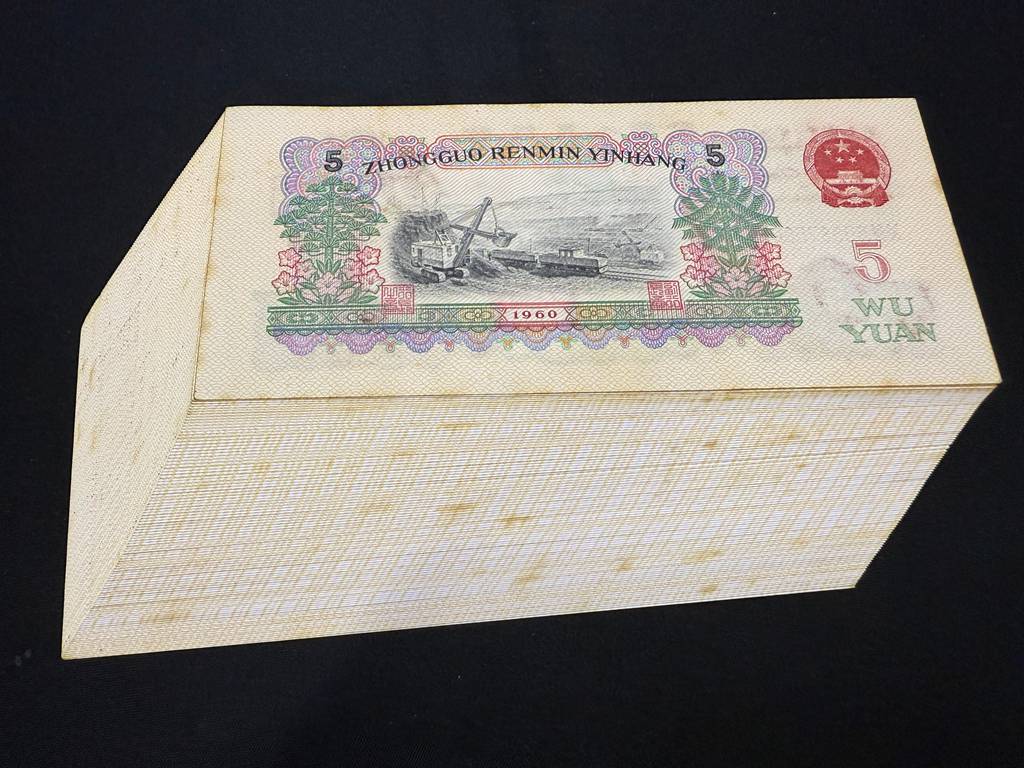 5 ZHONGGUO RENMIN YINHANG 5
1960
5
WU
YUAN